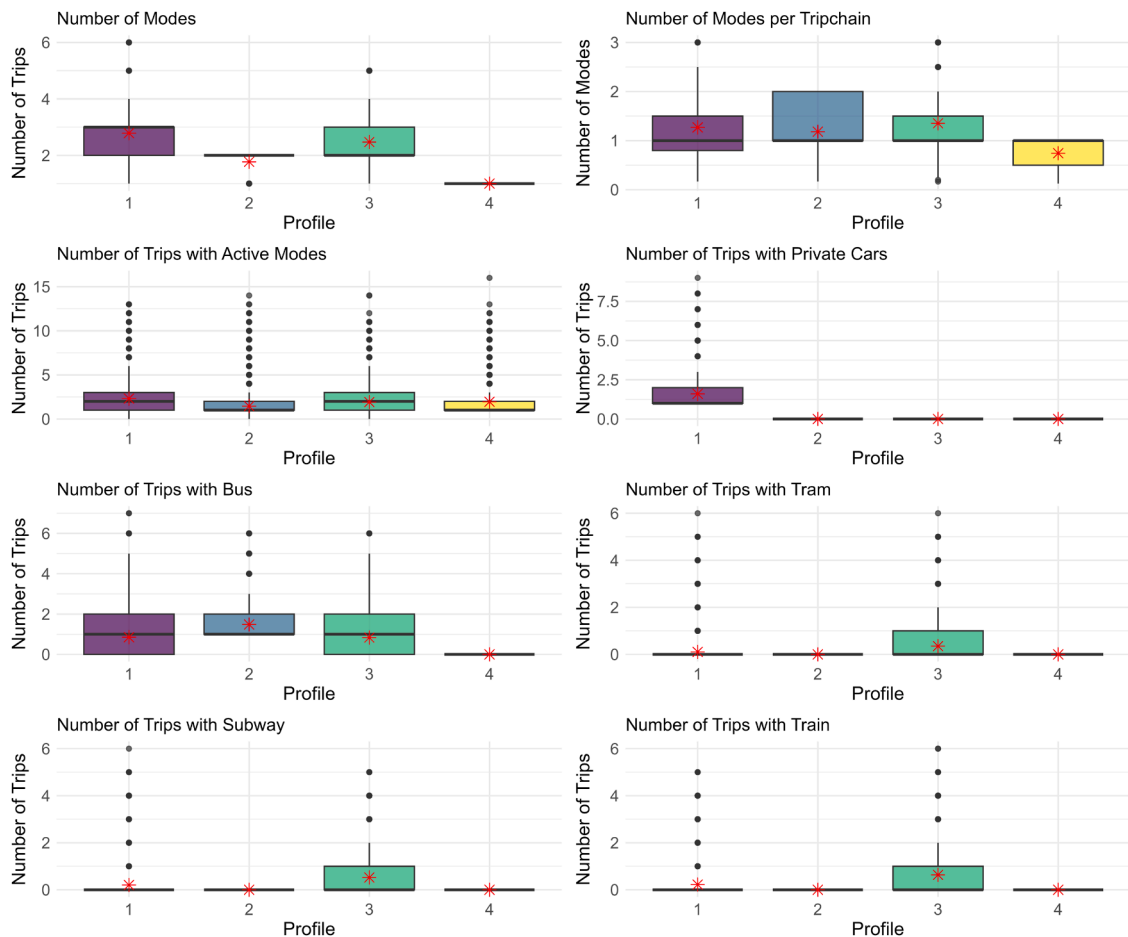 Number of Modes
Number of Trips
6
4
2
1 2 3 4
Profile
Number of Modes per Tripchain
Number of Modes
3
2
1
0
1 2 3 4
Profile
Number of Trips with Active Modes
Number of Trips
15
10
5
0
1 2 3 4
Profile
Number of Trips with Private Cars
Number of Trips
7.5
5.0
2.5
0.0
1 2 3 4
Profile
Number of Trips with Bus
Number of Trips
6
4
2
0
1 2 3 4
Profile
Number of Trips with Tram
Number of Trips
6
4
2
0
1 2 3 4
Profile
Number of Trips with Subway
Number of Trips
6
4
2
0
1 2 3 4
Profile
Number of Trips with Train
Number of Trips
6
4
2
0
1 2 3 4
Profile